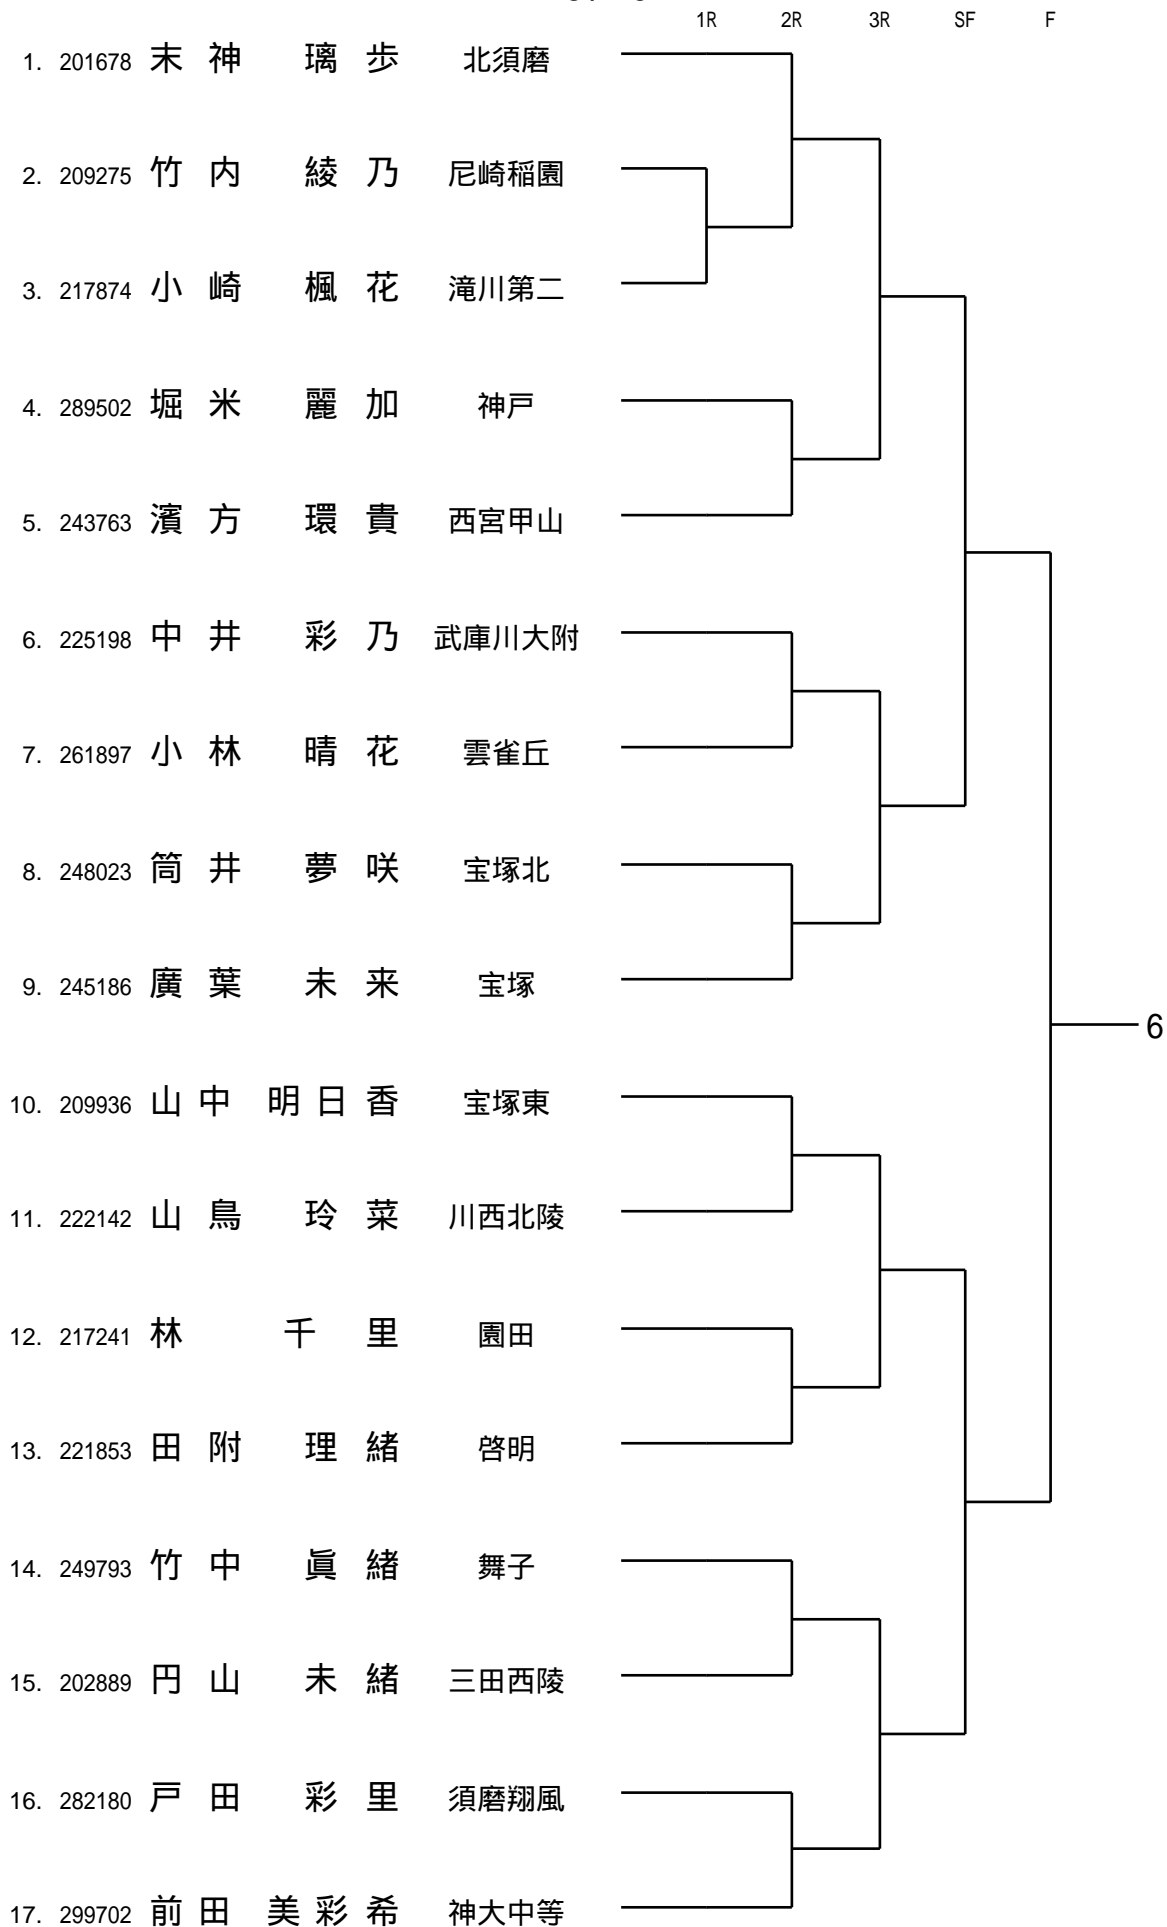 1R 2R 3R SF F
1. 201678 末神 璃歩 北須磨
2. 209275 竹内 綾乃 尼崎稲園
3. 217874 小崎 楓花 滝川第二
4. 289502 堀米 麗加 神戸
5. 243763 濱方 環貴 西宮甲山
6. 225198 中井 彩乃 武庫川大附
7. 261897 小林 晴花 雲雀丘
8. 248023 筒井 夢咲 宝塚北
9. 245186 廣葉 未来 宝塚
6
10. 209936 山中 明日香 宝塚東
11. 222142 山鳥 玲菜 川西北陵
12. 217241 林 千里 園田
13. 221853 田附 理緒 啓明
14. 249793 竹中 眞緒 舞子
15. 202889 円山 未緒 三田西陵
16. 282180 戸田 彩里 須磨翔風
17. 299702 前田 美彩希 神大中等